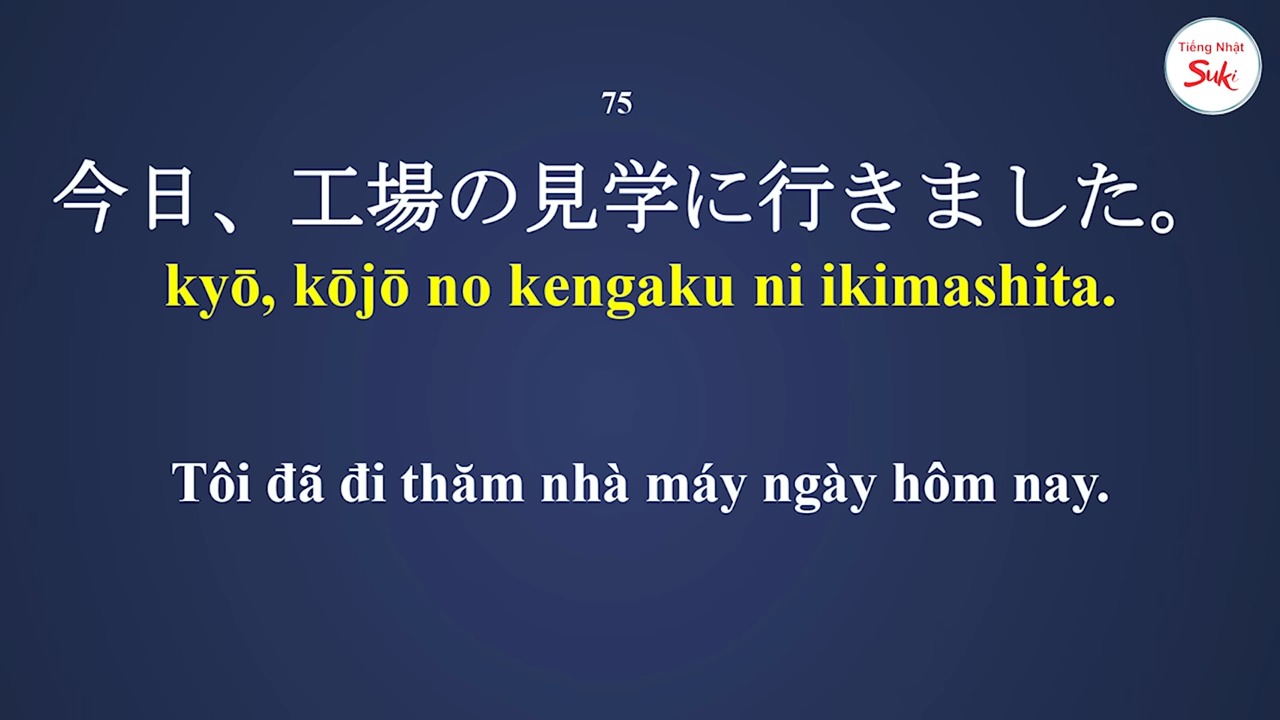 Tiếng Nhật
Suki
75
今日、工場の見学に行きました。
kyō, kōjō no kengaku ni ikimashita.
Tôi đã đi thăm nhà máy ngày hôm nay.